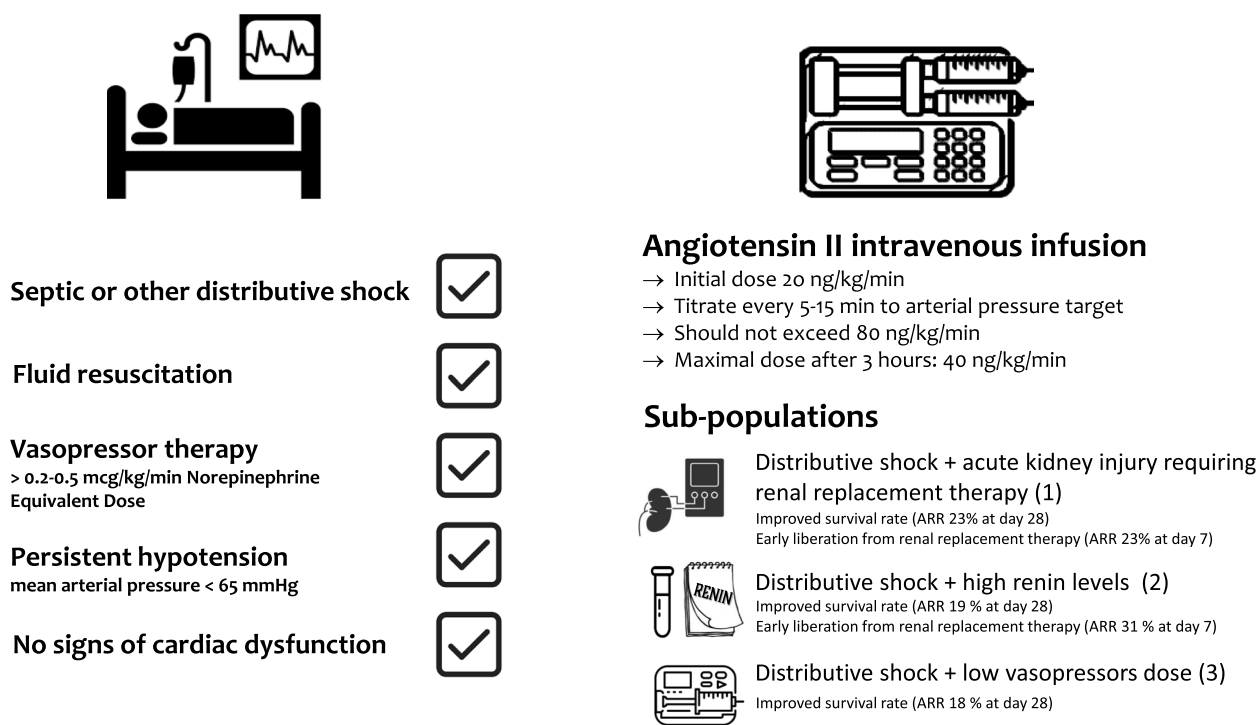 Septic or other distributive shock
Fluid resuscitation
Vasopressor therapy
> 0.2-0.5 mcg/kg/min Norepinephrine
Equivalent Dose
Persistent hypotension
mean arterial pressure < 65 mmHg
No signs of cardiac dysfunction
Angiotensin II intravenous infusion
→ Initial dose 20 ng/kg/min
→ Titrate every 5-15 min to arterial pressure target
→ Should not exceed 80 ng/kg/min
→ Maximal dose after 3 hours: 40 ng/kg/min
Sub-populations
Distributive shock + acute kidney injury requiring
renal replacement therapy (1)
Improved survival rate (ARR 23% at day 28)
Early liberation from renal replacement therapy (ARR 23% at day 7)
RENIN
Distributive shock + high renin levels (2)
Improved survival rate (ARR 19 % at day 28)
Early liberation from renal replacement therapy (ARR 31 % at day 7)
Distributive shock + low vasopressors dose (3)
Improved survival rate (ARR 18 % at day 28)